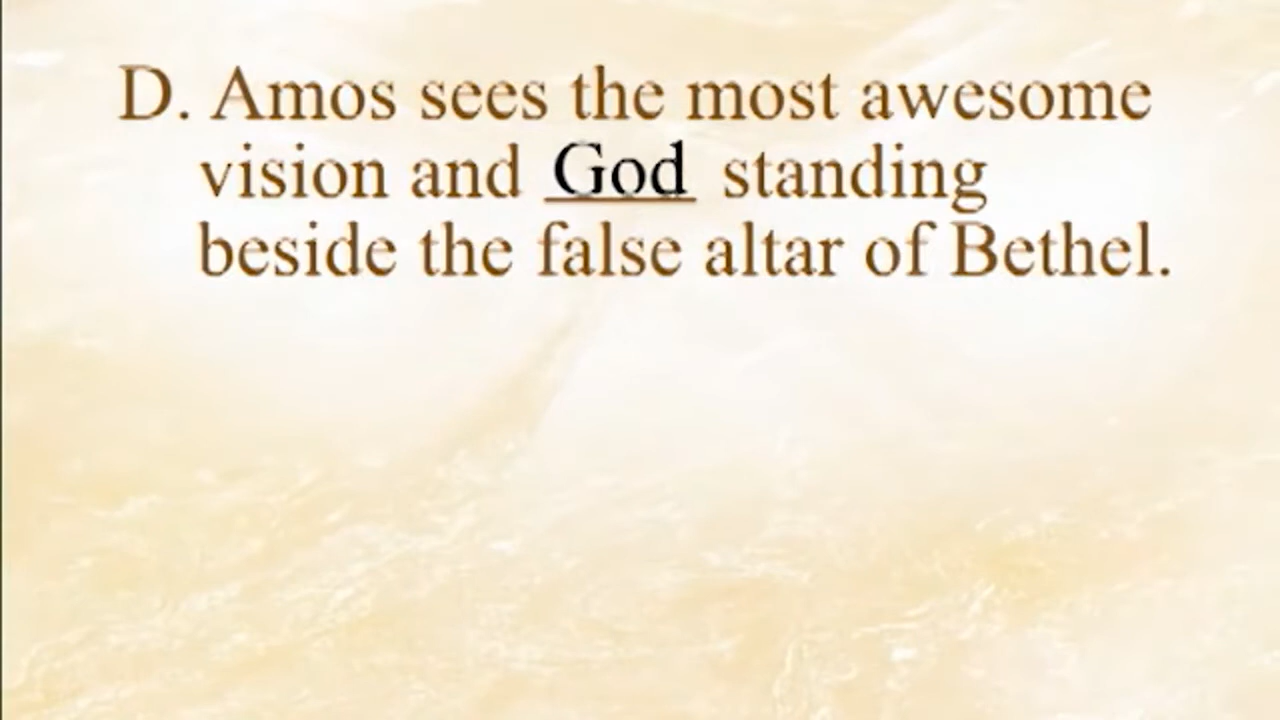 D. Amos sees the most awesome
vision and God standing
beside the false altar of Bethel.